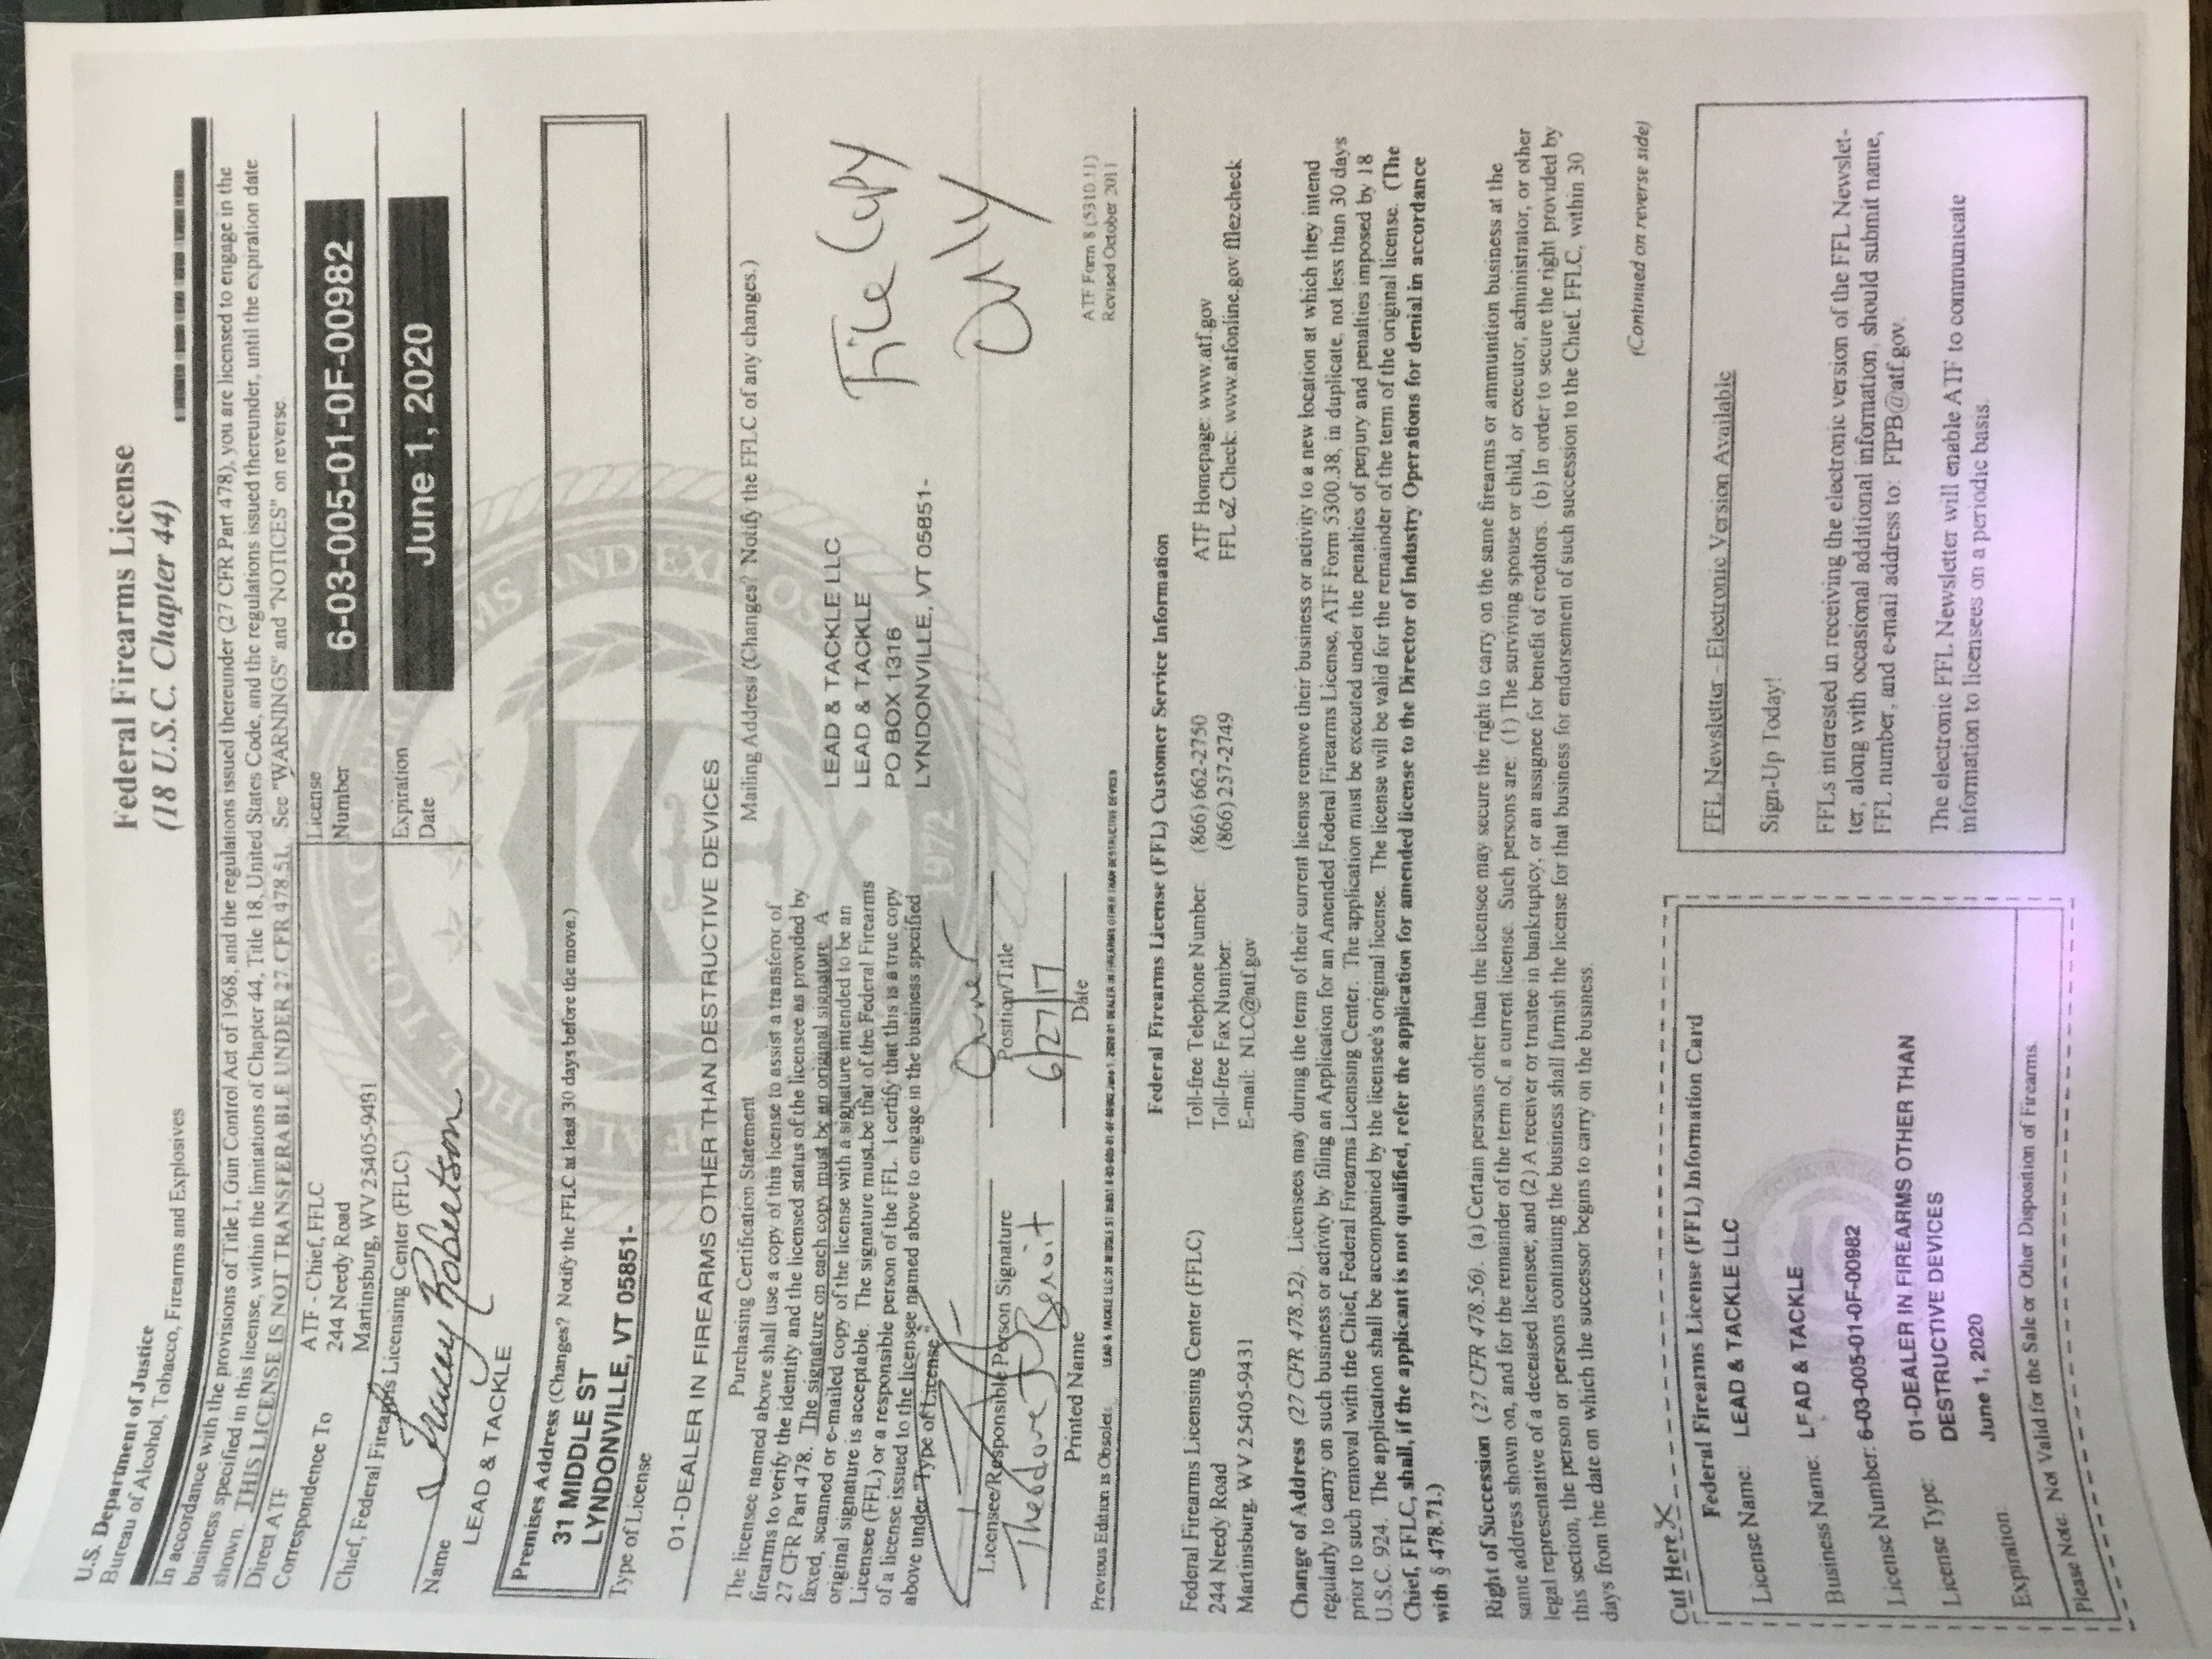 U.S. Department of Justice
Bureau of Alcohol, Tobacco, Firearms and Explosives
Federal Firearms License
(18 U.S.C. Chapter 44)
In accordance with the provisions of Title I, Gun Control Act of 1968, and the regulations issued thereunder (27 CFR Part 478), you are licensed to engage in the
business specified in this license, within the limitations of Chapter 44, Title 18, United States Code, and the regulations issued thereunder, until the expiration date
shown. THIS LICENSE IS NOT TRANSFERABLE UNDER 27 CFR 478.51. See "WARNINGS" and "NOTICES" on reverse.
Direct ATF
Correspondence To
ATF - Chief, FFLC
244 Needy Road
Martinsburg, WV 25405-9431
License
Number
6-03-005-01-0F-00982
Chief, Federal Firearms Licensing Center (FFLC)
Tracey Robertson
Expiration
Date
June 1, 2020
Name
LEAD & TACKLE
Premises Address (Changes? Notify the FFLC at least 30 days before the move.)
31 MIDDLE ST
LYNDONVILLE, VT 05851-
Type of License
01-DEALER IN FIREARMS OTHER THAN DESTRUCTIVE DEVICES
Purchasing Certification Statement
The licensee named above shall use a copy of this license to assist a transferor of
firearms to verify the identity and the licensed status of the licensee as provided by
27 CFR Part 478. The signature on each copy must be an original signature. A
faxed, scanned or e-mailed copy of the license with a signature intended to be an
original signature is acceptable. The signature must be that of the Federal Firearms
Licensee (FFL) or a responsible person of the FFL. I certify that this is a true copy
of a license issued to the licensee named above to engage in the business specified
above under "Type of License".
Mailing Address (Changes? Notify the FFLC of any changes.)
LEAD & TACKLE LLC
LEAD & TACKLE
PO BOX 1316
LYNDONVILLE, VT 05851-
File Copy
Only
Owner
Licensee/Responsible Person Signature
Position/Title
Theodore J Benoit
6/27/17
Printed Name
Date
ATF Form 8 (5310.11)
Revised October 2011
Previous Edition is Obsolete
Federal Firearms License (FFL) Customer Service Information
Federal Firearms Licensing Center (FFLC)
244 Needy Road
Martinsburg, WV 25405-9431
Toll-free Telephone Number: (866) 662-2750
Toll-free Fax Number: (866) 257-2749
E-mail: NLC@atf.gov
ATF Homepage: www.atf.gov
FFL eZ Check: www.atfonline.gov/fflezcheck
Change of Address (27 CFR 478.52). Licensees may during the term of their current license remove their business or activity to a new location at which they intend
regularly to carry on such business or activity by filing an Application for an Amended Federal Firearms License, ATF Form 5300.38, in duplicate, not less than 30 days
prior to such removal with the Chief, Federal Firearms Licensing Center. The application must be executed under the penalties of perjury and penalties imposed by 18
U.S.C. 924. The application shall be accompanied by the licensee's original license. The license will be valid for the remainder of the term of the original license. (The
Chief, FFLC, shall, if the applicant is not qualified, refer the application for amended license to the Director of Industry Operations for denial in accordance
with § 478.71.)
Right of Succession (27 CFR 478.56). (a) Certain persons other than the licensee may secure the right to carry on the same firearms or ammunition business at the
same address shown on, and for the remainder of the term of, a current license. Such persons are: (1) The surviving spouse or child, or executor, administrator, or other
legal representative of a deceased licensee; and (2) A receiver or trustee in bankruptcy, or an assignee for benefit of creditors. (b) In order to secure the right provided by
this section, the person or persons continuing the business shall furnish the license for that business for endorsement of such succession to the Chief, FFLC, within 30
days from the date on which the successor begins to carry on the business.
(Continued on reverse side)
Cut Here
Federal Firearms License (FFL) Information Card
License Name: LEAD & TACKLE LLC
Business Name: LEAD & TACKLE
License Number: 6-03-005-01-0F-00982
License Type: 01-DEALER IN FIREARMS OTHER THAN
DESTRUCTIVE DEVICES
Expiration: June 1, 2020
Please Note: Not Valid for the Sale or Other Disposition of Firearms.
FFL Newsletter - Electronic Version Available
Sign-Up Today!
FFLs interested in receiving the electronic version of the FFL Newslet-
ter, along with occasional additional information, should submit name,
FFL number, and e-mail address to: FIPB@atf.gov.
The electronic FFL Newsletter will enable ATF to communicate
information to licensees on a periodic basis.